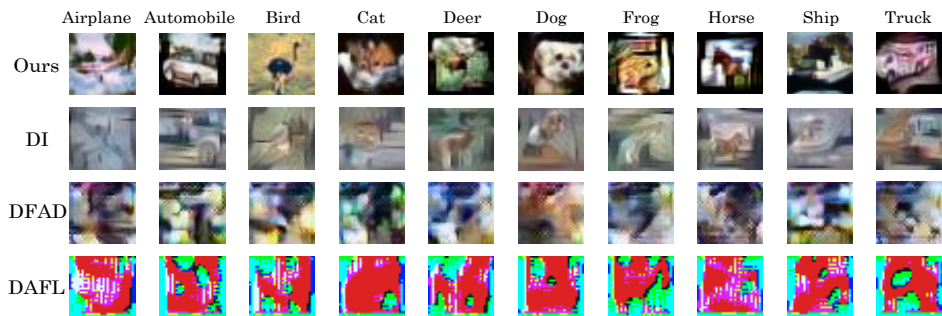 Airplane Automobile Bird Cat Deer Dog Frog Horse Ship Truck
Ours
DI
DFAD
DAFL